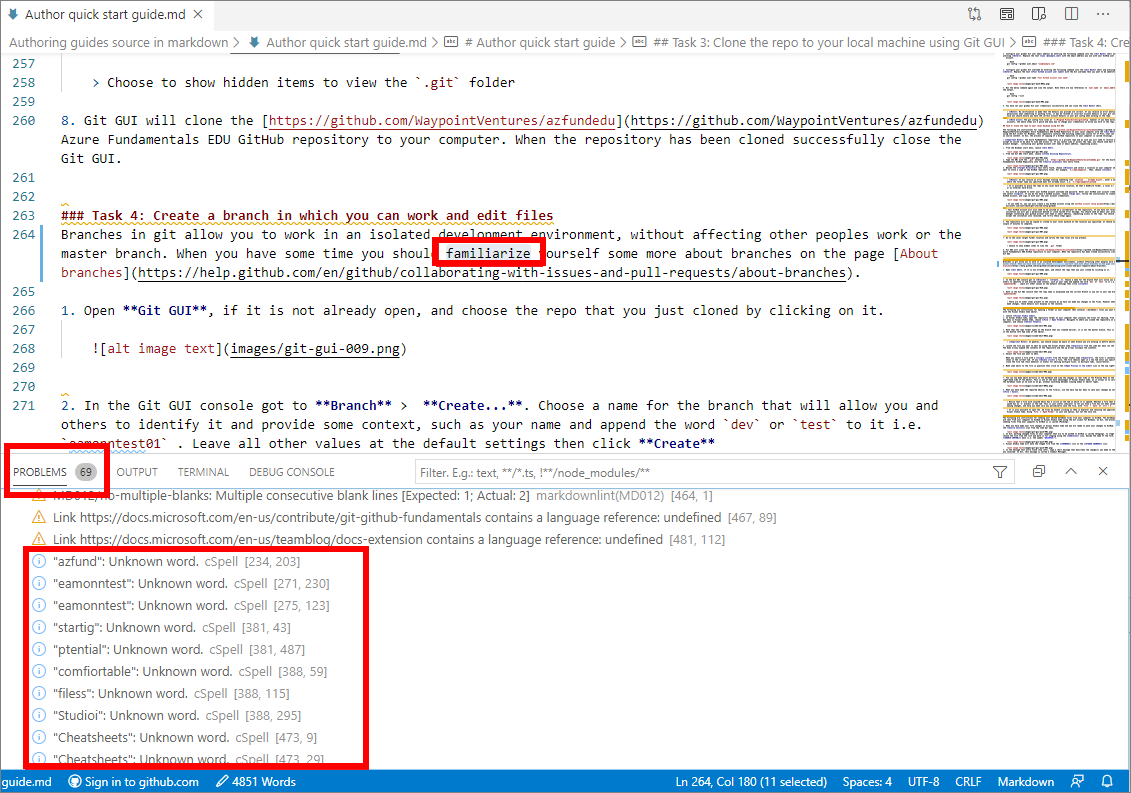 Author quick start guide.md
Authoring guides source in markdown > Author quick start guide.md > # Author quick start guide > ## Task 3: Clone the repo to your local machine using Git GUI > ### Task 4: Cre
257
258 > Choose to show hidden items to view the `.git` folder
259
260 8. Git GUI will clone the [https://github.com/WaypointVentures/azfundedu](https://github.com/WaypointVentures/azfundedu)
Azure Fundamentals EDU GitHub repository to your computer. When the repository has been cloned successfully close the
Git GUI.
261
262
263 ### Task 4: Create a branch in which you can work and edit files
264 Branches in git allow you to work in an isolated development environment, without affecting other peoples work or the
master branch. When you have some time you should familiarize yourself some more about branches on the page [About
branches](https://help.github.com/en/github/collaborating-with-issues-and-pull-requests/about-branches).
265
266 1. Open **Git GUI**, if it is not already open, and choose the repo that you just cloned by clicking on it.
267
268 ![alt image text](images/git-gui-009.png)
269
270
271 2. In the Git GUI console got to **Branch** > **Create...**. Choose a name for the branch that will allow you and
others to identify it and provide some context, such as your name and append the word `dev` or `test` to it i.e.
`eamonntest01` . Leave all other values at the default settings then click **Create**
PROBLEMS 69 OUTPUT TERMINAL DEBUG CONSOLE Filter. E.g.: text, **/*.ts, !**/node_modules/**
MD012/no-multiple-blanks: Multiple consecutive blank lines [Expected: 1; Actual: 2] markdownlint(MD012) [464, 1]
Link https://docs.microsoft.com/en-us/contribute/git-github-fundamentals contains a language reference: undefined [467, 89]
Link https://docs.microsoft.com/en-us/teamblog/docs-extension contains a language reference: undefined [481, 112]
"azfund": Unknown word. cSpell [234, 203]
"eamonntest": Unknown word. cSpell [271, 230]
"eamonntest": Unknown word. cSpell [275, 123]
"startig": Unknown word. cSpell [381, 43]
"ptential": Unknown word. cSpell [381, 487]
"comfiortable": Unknown word. cSpell [388, 59]
"filess": Unknown word. cSpell [388, 115]
"Studioi": Unknown word. cSpell [388, 295]
"Cheatsheets": Unknown word. cSpell [473, 9]
"Cheatsheets": Unknown word. cSpell [473, 29]
guide.md Sign in to github.com 4851 Words Ln 264, Col 180 (11 selected) Spaces: 4 UTF-8 CRLF Markdown